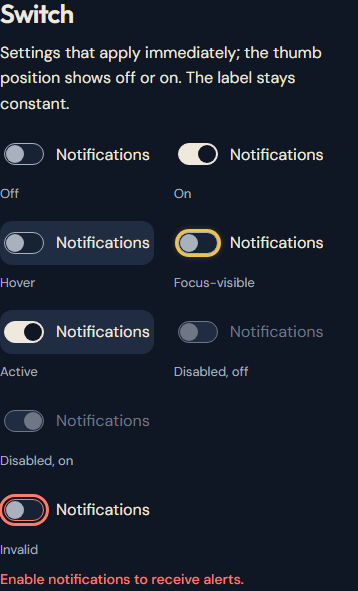 Switch
Settings that apply immediately; the thumb
position shows off or on. The label stays
constant.
Notifications
Notifications
Off
On
Notifications
Notifications
Hover
Focus-visible
Notifications
Notifications
Active
Disabled, off
Notifications
Disabled, on
Notifications
Invalid
Enable notifications to receive alerts.